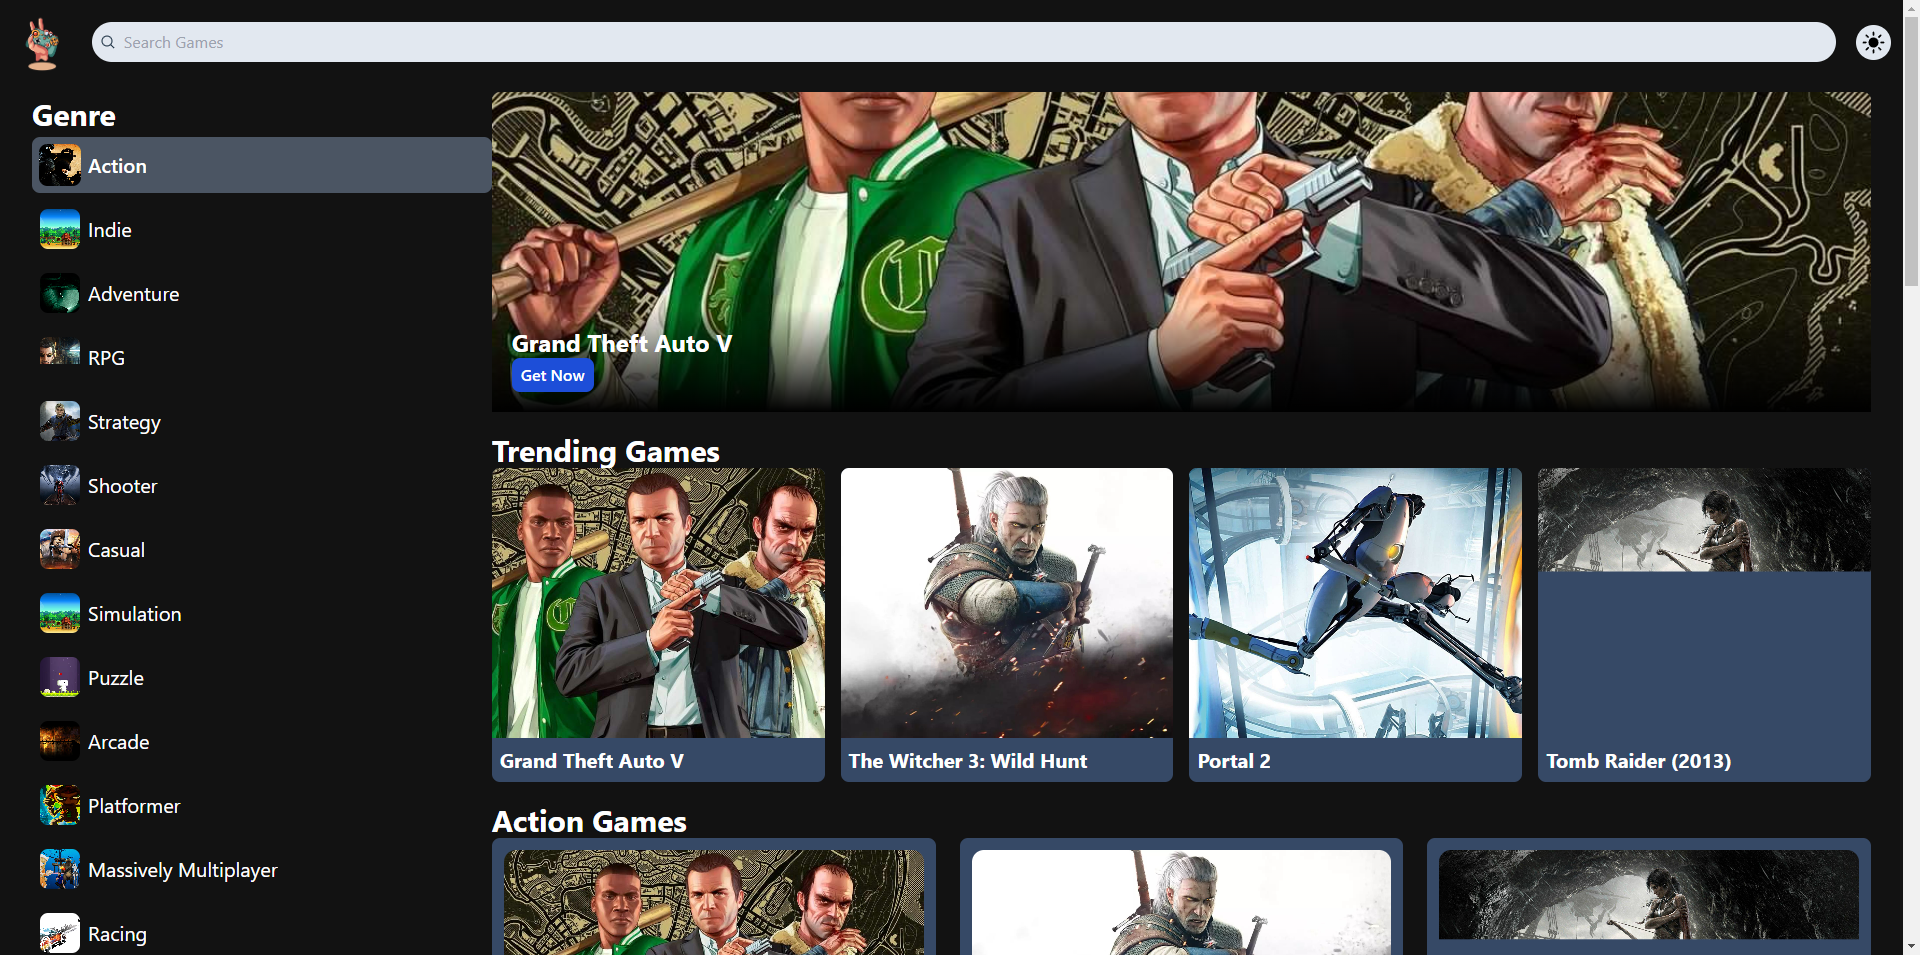 Search Games
Genre
Action
Indie
Adventure
RPG
Strategy
Shooter
Casual
Simulation
Puzzle
Arcade
Platformer
Massively Multiplayer
Racing
Grand Theft Auto V
Get Now
Trending Games
Grand Theft Auto V
The Witcher 3: Wild Hunt
Portal 2
Tomb Raider (2013)
Action Games